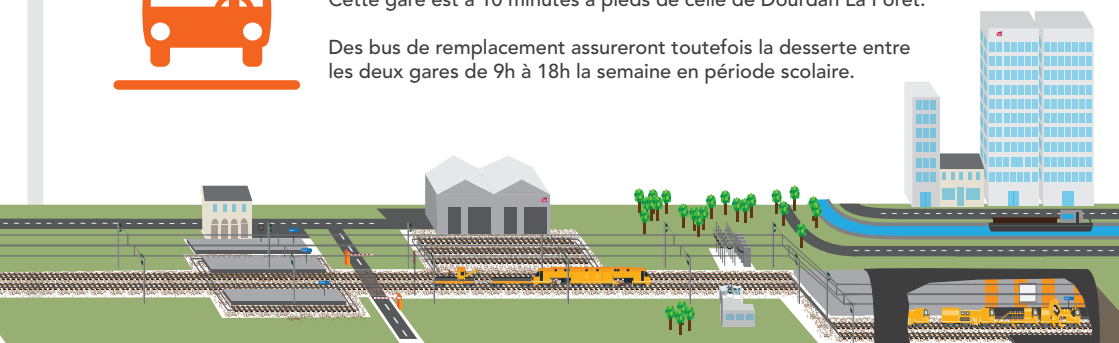 Cette gare est à 10 minutes à pieds de celle de Dourdan La Forêt.
Des bus de remplacement assureront toutefois la desserte entre
les deux gares de 9h à 18h la semaine en période scolaire.